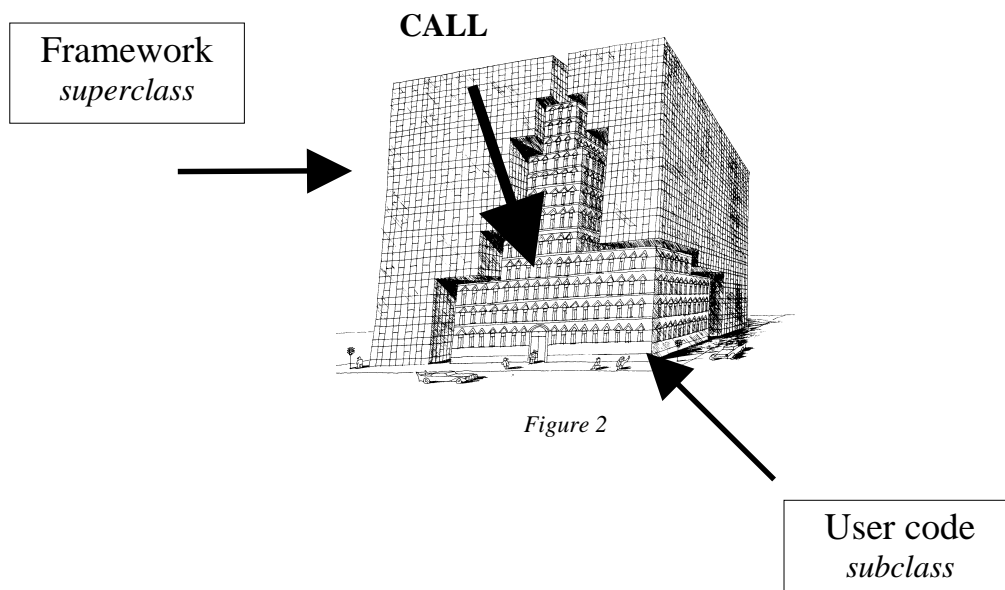 CALL
Framework
superclass
Figure 2
User code
subclass